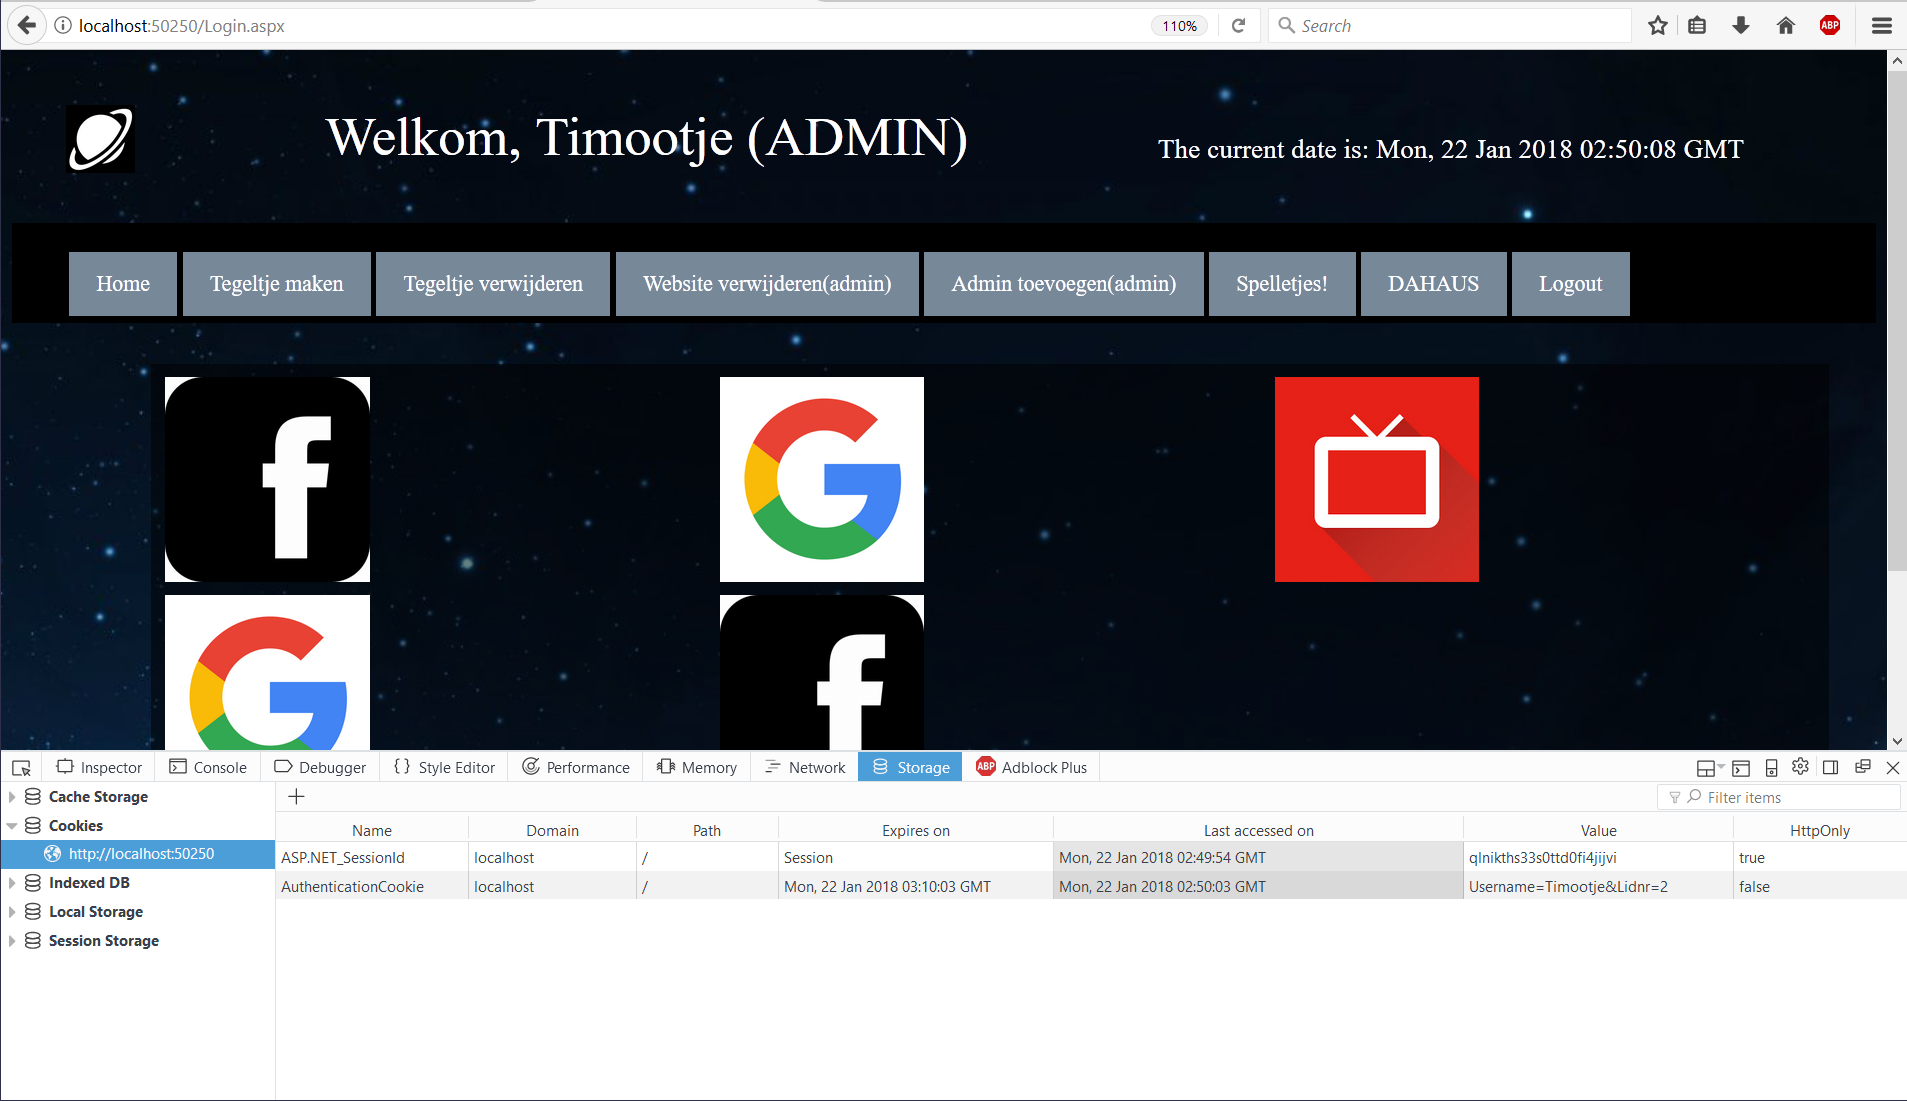 localhost:50250/Login.aspx 110% Search ABP
Welkom, Timootje (ADMIN)
The current date is: Mon, 22 Jan 2018 02:50:08 GMT
Home Tegeltje maken Tegeltje verwijderen Website verwijderen(admin) Admin toevoegen(admin) Spelletjes! DAHAUS Logout
Inspector Console Debugger Style Editor Performance Memory Network Storage ABP Adblock Plus
Cache Storage
Filter items
Cookies
http://localhost:50250
Indexed DB
Local Storage
Session Storage
Name Domain Path Expires on Last accessed on Value HttpOnly
ASP.NET_SessionId localhost / Session Mon, 22 Jan 2018 02:49:54 GMT qlnikths33s0ttd0fi4jijvi true
AuthenticationCookie localhost / Mon, 22 Jan 2018 03:10:03 GMT Mon, 22 Jan 2018 02:50:03 GMT Username=Timootje&Lidnr=2 false